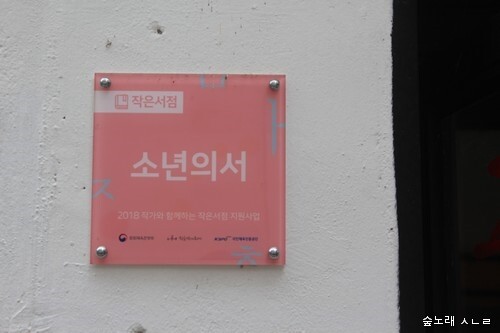 작은서점
소년의서
2018 작가와 함께하는 작은서점 지원사업
숲노래 ㅅㄴㄹ